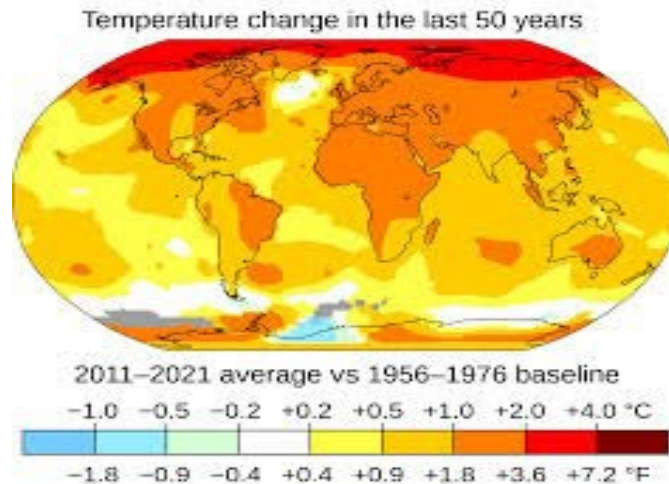 Temperature change in the last 50 years
2011–2021 average vs 1956–1976 baseline
−1.0 −0.5 −0.2 +0.2 +0.5 +1.0 +2.0 +4.0 °C
−1.8 −0.9 −0.4 +0.4 +0.9 +1.8 +3.6 +7.2 °F